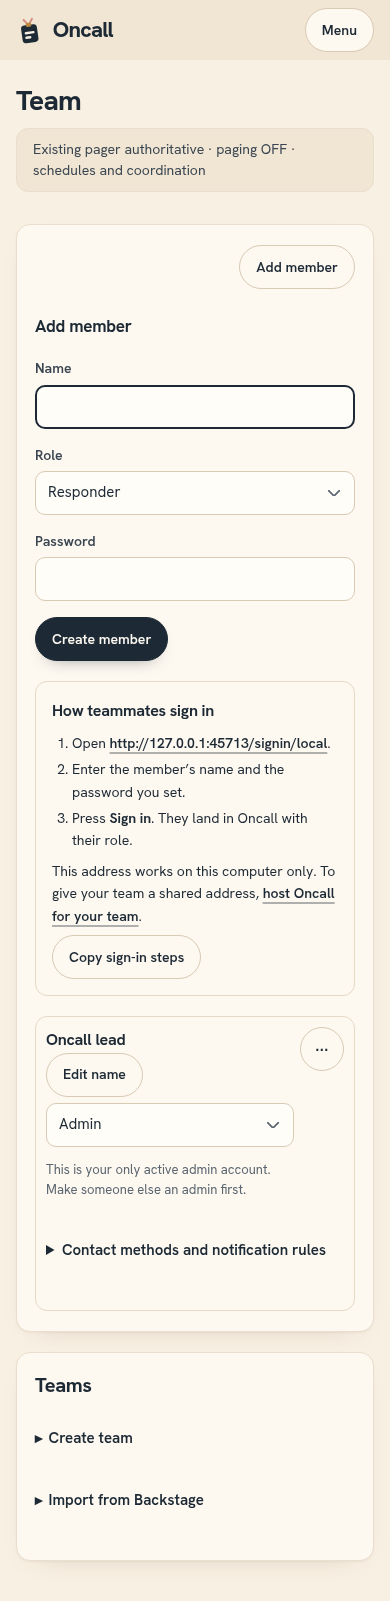 Oncall
Menu
Team
Existing pager authoritative · paging OFF ·
schedules and coordination
Add member
Add member
Name
Role
Responder
Password
Create member
How teammates sign in
1. Open http://127.0.0.1:45713/signin/local.
2. Enter the member’s name and the
password you set.
3. Press Sign in. They land in Oncall with
their role.
This address works on this computer only. To
give your team a shared address, host Oncall
for your team.
Copy sign-in steps
Oncall lead
...
Edit name
Admin
This is your only active admin account.
Make someone else an admin first.
▶ Contact methods and notification rules
Teams
▸ Create team
▸ Import from Backstage